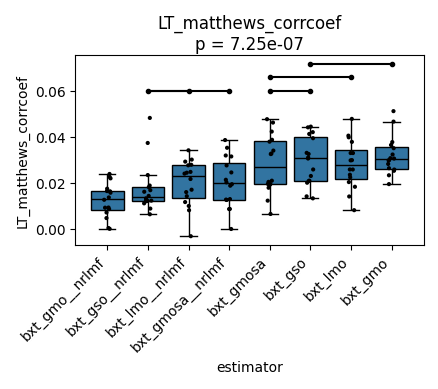 LT_matthews_corrcoef
p = 7.25e-07
LT_matthews_corrcoef
0.06
0.04
0.02
0.00
bxt_gmo__nrlmf
bxt_gso__nrlmf
bxt_lmo__nrlmf
bxt_gmosa__nrlmf
bxt_gmosa
bxt_gso
bxt_lmo
bxt_gmo
estimator